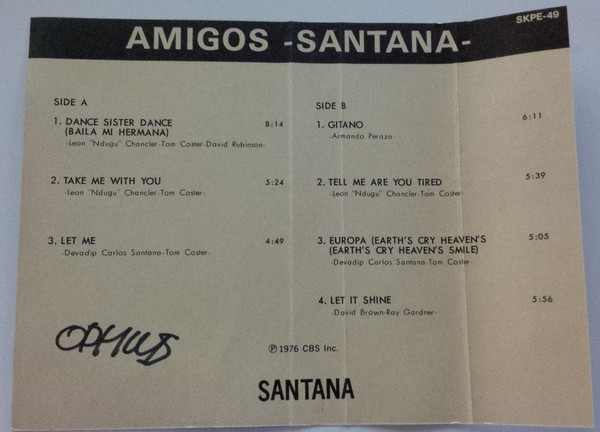 SKPE-49
AMIGOS -SANTANA-
SIDE A
1. DANCE SISTER DANCE 8:14
(BAILA MI HERMANA)
-Leon "Ndugu" Chancler-Tom Coster-David Rubinson-
2. TAKE ME WITH YOU 5:24
-Leon "Ndugu" Chancler-Tom Coster-
3. LET ME 4:49
-Devadip Carlos Santana-Tom Coster-
SIDE B
1. GITANO 6:11
-Armando Peraza-
2. TELL ME ARE YOU TIRED 5:39
-Leon "Ndugu" Chancler-Tom Coster-
3. EUROPA (EARTH'S CRY HEAVEN'S 5:05
(EARTH'S CRY HEAVEN'S SMILE)
-Devadip Carlos Santana-Tom Coster-
4. LET IT SHINE 5:56
-David Brown-Ray Gardner-
℗ 1976 CBS Inc.
SANTANA